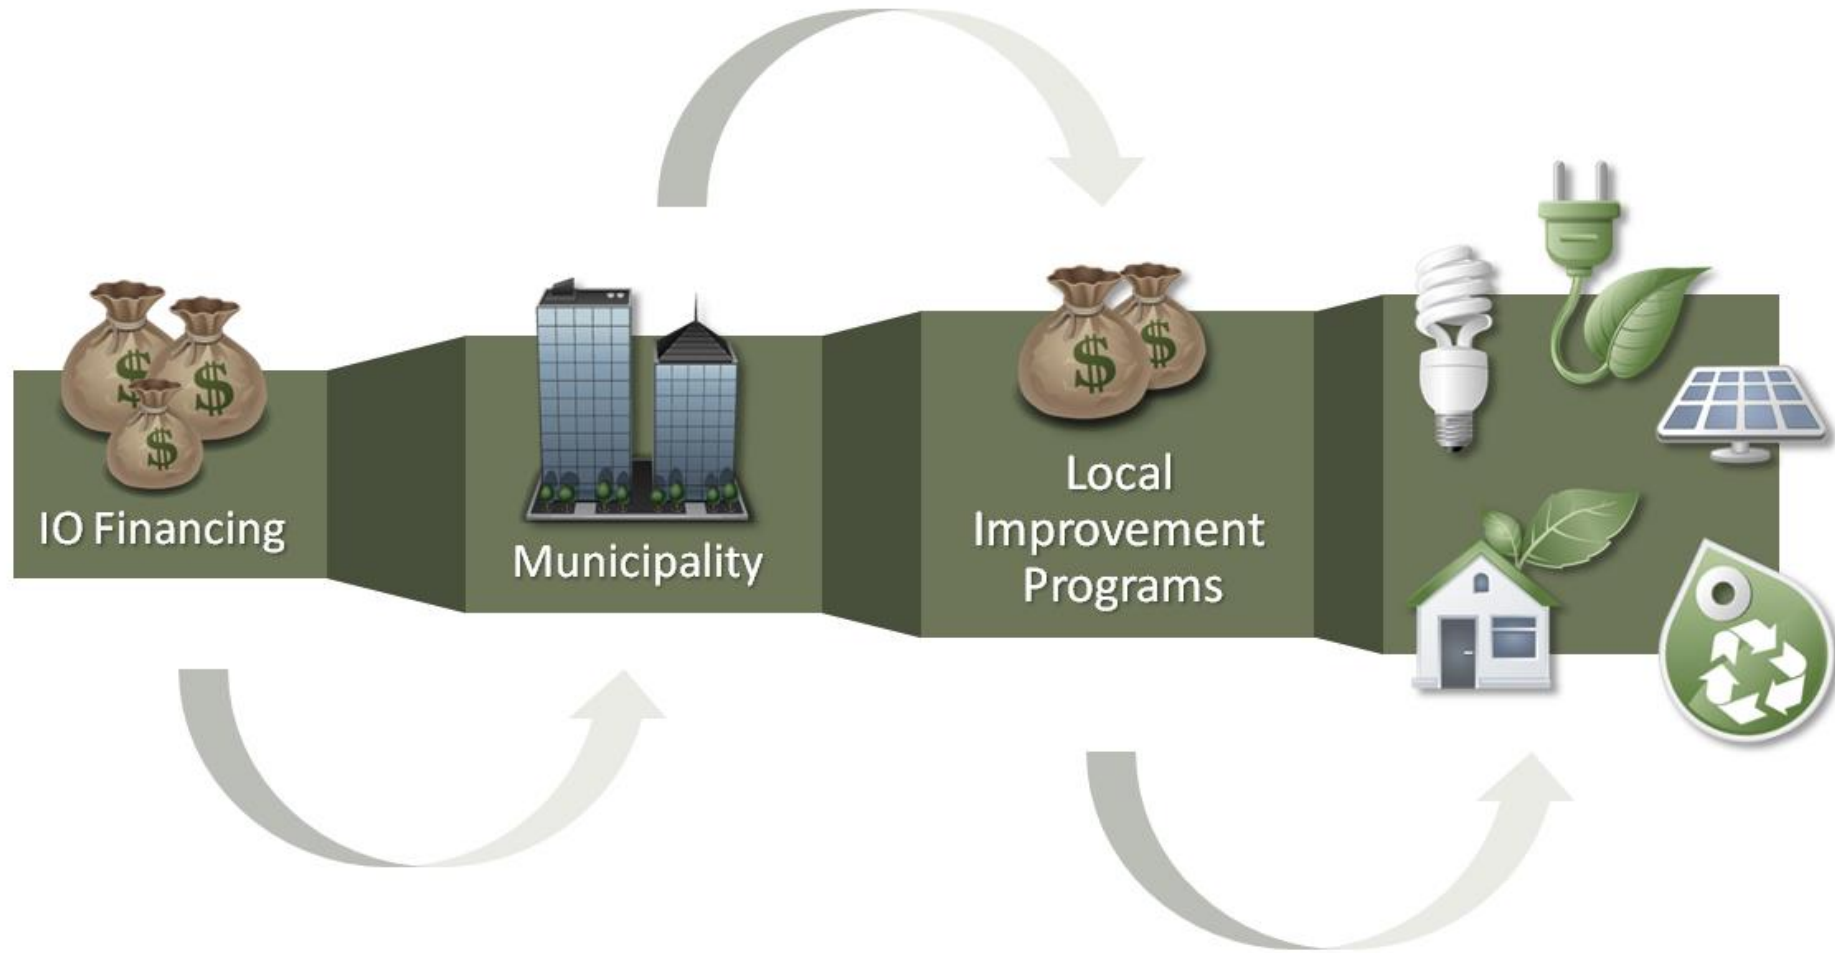 IO Financing
Municipality
Local
Improvement
Programs
$
$
$
$
$